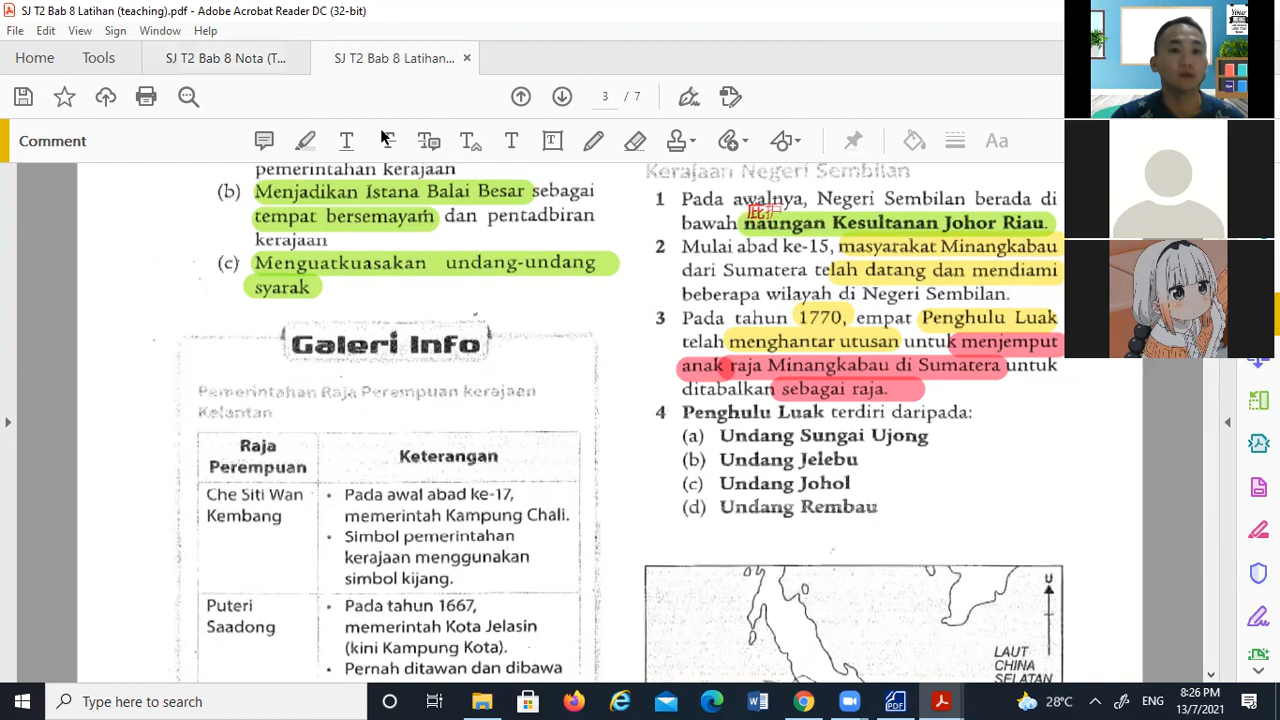 SJ T2 Bab 8 Latihan (teaching).pdf - Adobe Acrobat Reader DC (32-bit)
File Edit View Sign Window Help
Home Tools SJ T2 Bab 8 Nota (T... SJ T2 Bab 8 Latihan... ×
3 / 7
Comment
pemerintahan kerajaan
(b) Menjadikan Istana Balai Besar sebagai
tempat bersemayam dan pentadbiran
kerajaan
(c) Menguatkuasakan undang-undang
syarak
Galeri Info
Pemerintahan Raja Perempuan kerajaan
Kelantan
Raja
Perempuan
Keterangan
Che Siti Wan
Kembang
• Pada awal abad ke-17,
memerintah Kampung Chali.
• Simbol pemerintahan
kerajaan menggunakan
simbol kijang.
Puteri
Saadong
• Pada tahun 1667,
memerintah Kota Jelasin
(kini Kampung Kota).
• Pernah ditawan dan dibawa
Kerajaan Negeri Sembilan
1 Pada awalnya, Negeri Sembilan berada di
庇护
bawah naungan Kesultanan Johor Riau.
2 Mulai abad ke-15, masyarakat Minangkabau
dari Sumatera telah datang dan mendiami
beberapa wilayah di Negeri Sembilan.
3 Pada tahun 1770, empat Penghulu Luak
telah menghantar utusan untuk menjemput
anak raja Minangkabau di Sumatera untuk
ditabalkan sebagai raja.
4 Penghulu Luak terdiri daripada:
(a) Undang Sungai Ujong
(b) Undang Jelebu
(c) Undang Johol
(d) Undang Rembau
U
LAUT
CHINA
SELATAN
Type here to search
28°C
ENG
8:26 PM
13/7/2021